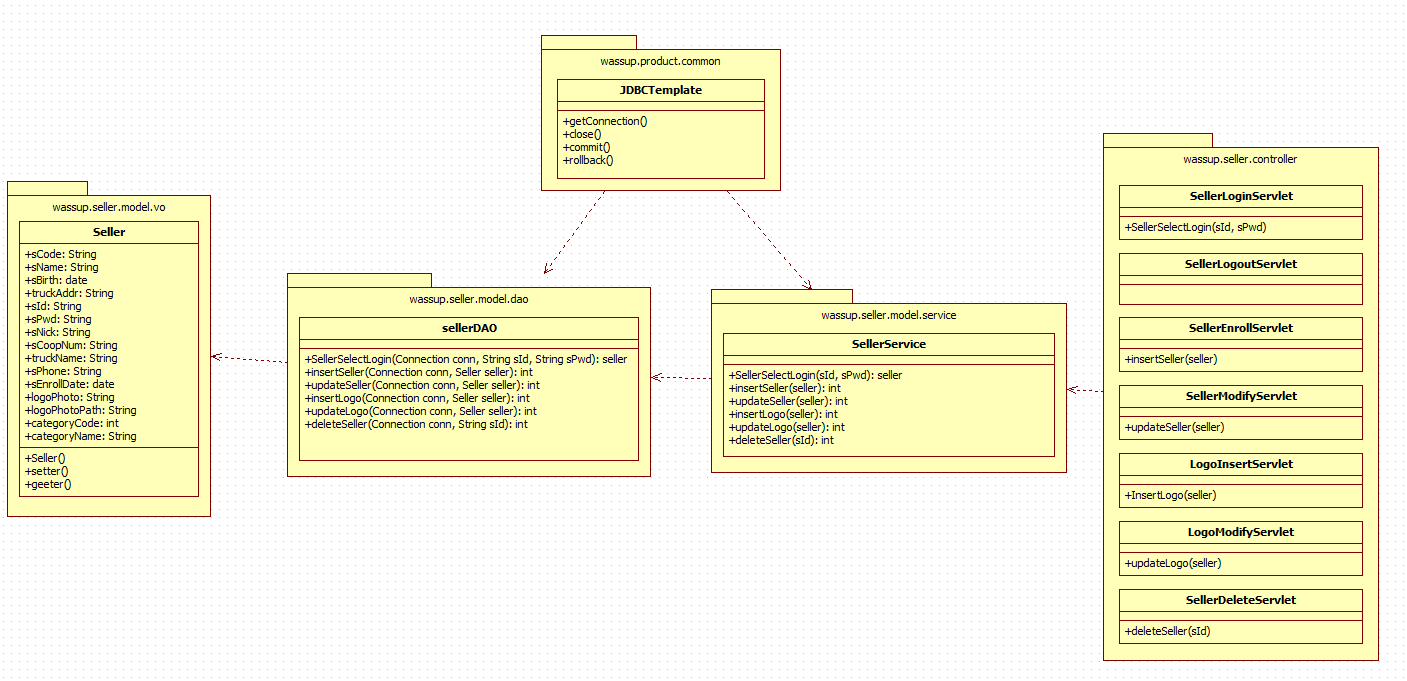 wassup.product.common
JDBCTemplate
+getConnection()
+close()
+commit()
+rollback()
wassup.seller.model.vo
Seller
+sCode: String
+sName: String
+sBirth: date
+truckAddr: String
+sId: String
+sPwd: String
+sNick: String
+sCoopNum: String
+truckName: String
+sPhone: String
+sEnrollDate: date
+logoPhoto: String
+logoPhotoPath: String
+categoryCode: int
+categoryName: String
+Seller()
+setter()
+geeter()
wassup.seller.model.dao
sellerDAO
+SellerSelectLogin(Connection conn, String sId, String sPwd): seller
+insertSeller(Connection conn, Seller seller): int
+updateSeller(Connection conn, Seller seller): int
+insertLogo(Connection conn, Seller seller): int
+updateLogo(Connection conn, Seller seller): int
+deleteSeller(Connection conn, String sId): int
wassup.seller.model.service
SellerService
+SellerSelectLogin(sId, sPwd): seller
+insertSeller(seller): int
+updateSeller(seller): int
+insertLogo(seller): int
+updateLogo(seller): int
+deleteSeller(sId): int
wassup.seller.controller
SellerLoginServlet
+SellerSelectLogin(sId, sPwd)
SellerLogoutServlet
SellerEnrollServlet
+insertSeller(seller)
SellerModifyServlet
+updateSeller(seller)
LogoInsertServlet
+InsertLogo(seller)
LogoModifyServlet
+updateLogo(seller)
SellerDeleteServlet
+deleteSeller(sId)